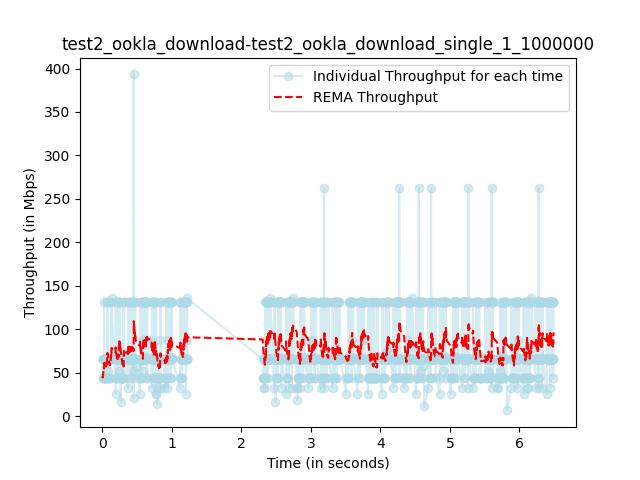 test2_ookla_download-test2_ookla_download_single_1_1000000
Individual Throughput for each time
REMA Throughput
Throughput (in Mbps)
400
350
300
250
200
150
100
50
0
0 1 2 3 4 5 6
Time (in seconds)